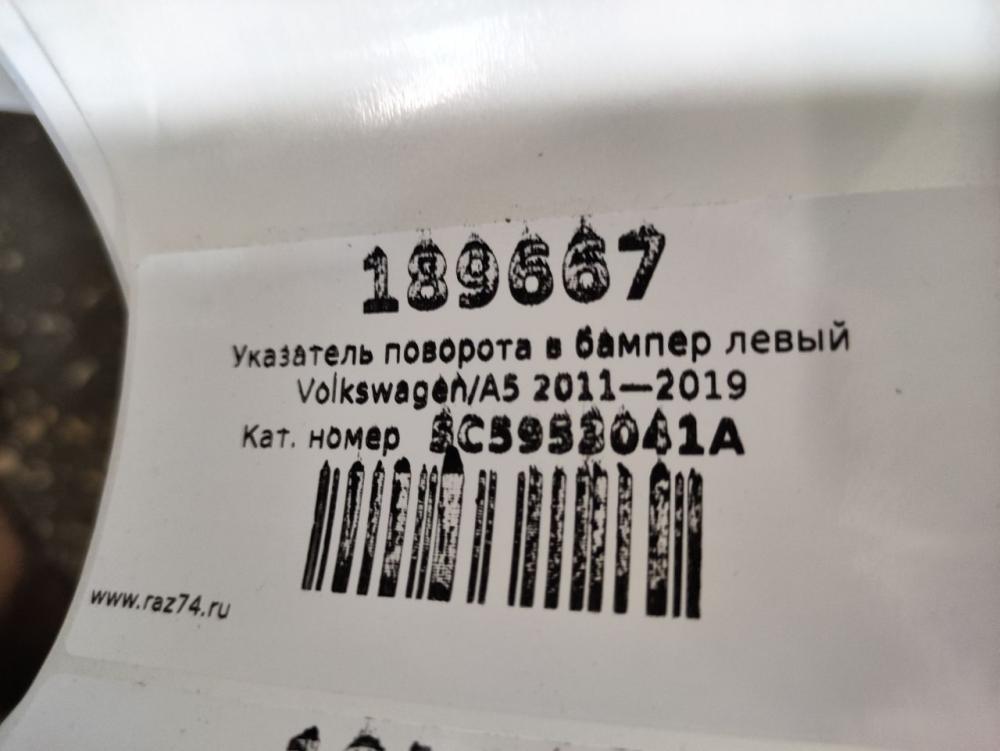 189667
Указатель поворота в бампер левый
Volkswagen/A5 2011—2019
Кат. номер 5C5953041A
www.raz74.ru